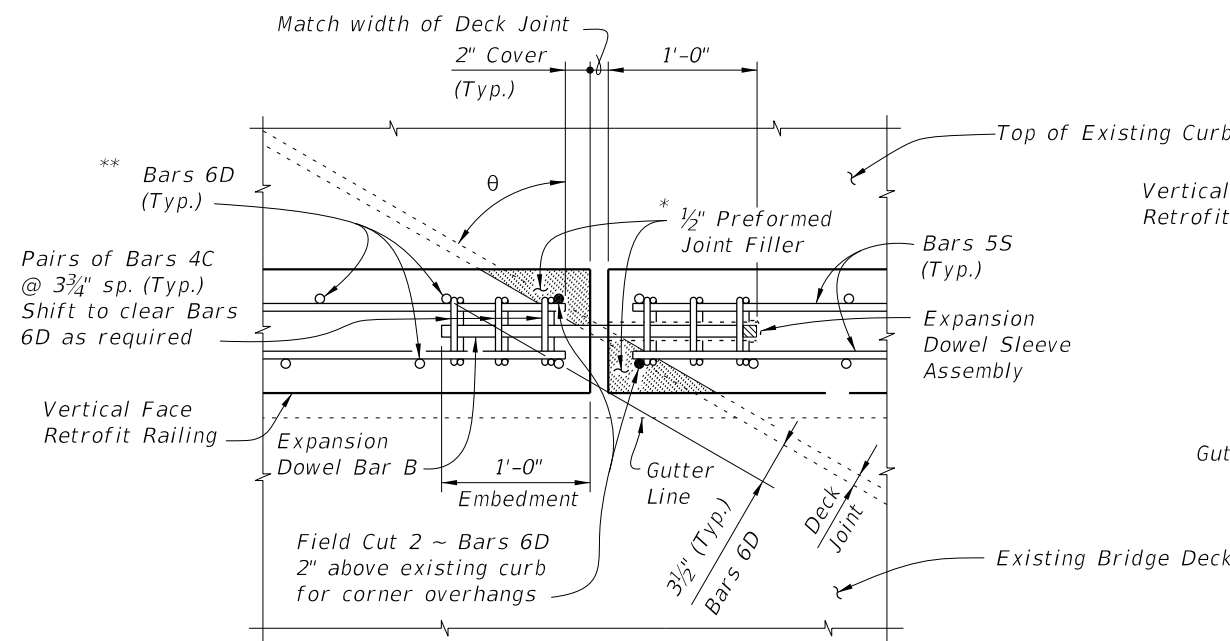 Match width of Deck Joint
2" Cover
(Typ.)
1'-0"
Top of Existing Curb
**
Bars 6D
(Typ.)
θ
Vertical
Retrofit
* ½" Preformed
Joint Filler
Bars 5S
(Typ.)
Pairs of Bars 4C
@ 3¾" sp. (Typ.)
Shift to clear Bars
6D as required
Expansion
Dowel Sleeve
Assembly
Vertical Face
Retrofit Railing
Expansion
Dowel Bar B
1'-0"
Embedment
Gutter
Line
Gut
3½" (Typ.)
Bars 6D
Deck
Joint
Field Cut 2 ~ Bars 6D
2" above existing curb
for corner overhangs
Existing Bridge Deck